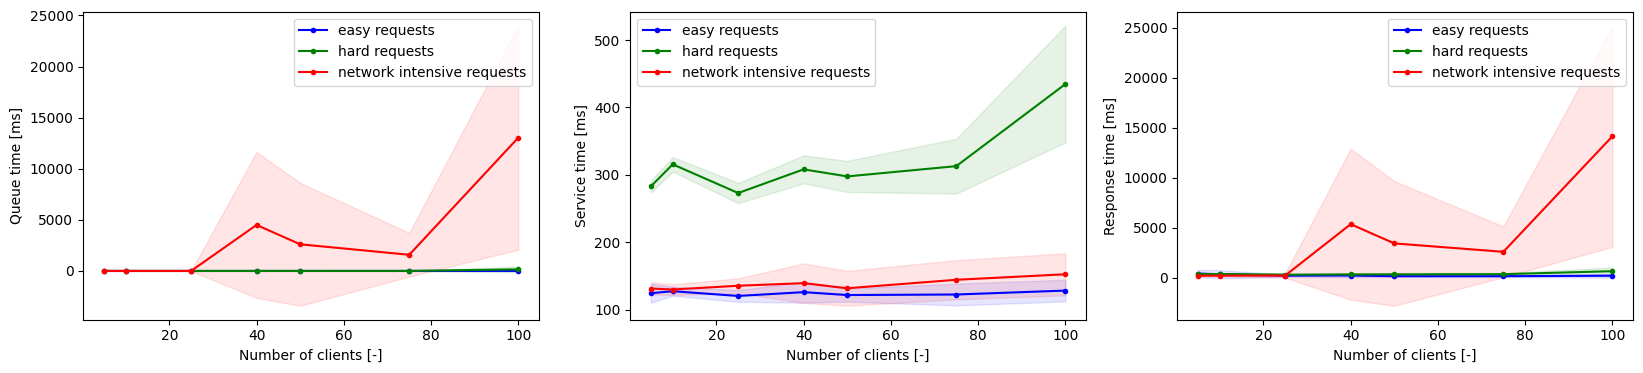 25000
20000
15000
10000
5000
0
Queue time [ms]
20 40 60 80 100
Number of clients [-]
easy requests
hard requests
network intensive requests
500
400
300
200
100
Service time [ms]
20 40 60 80 100
Number of clients [-]
easy requests
hard requests
network intensive requests
25000
20000
15000
10000
5000
0
Response time [ms]
20 40 60 80 100
Number of clients [-]
easy requests
hard requests
network intensive requests